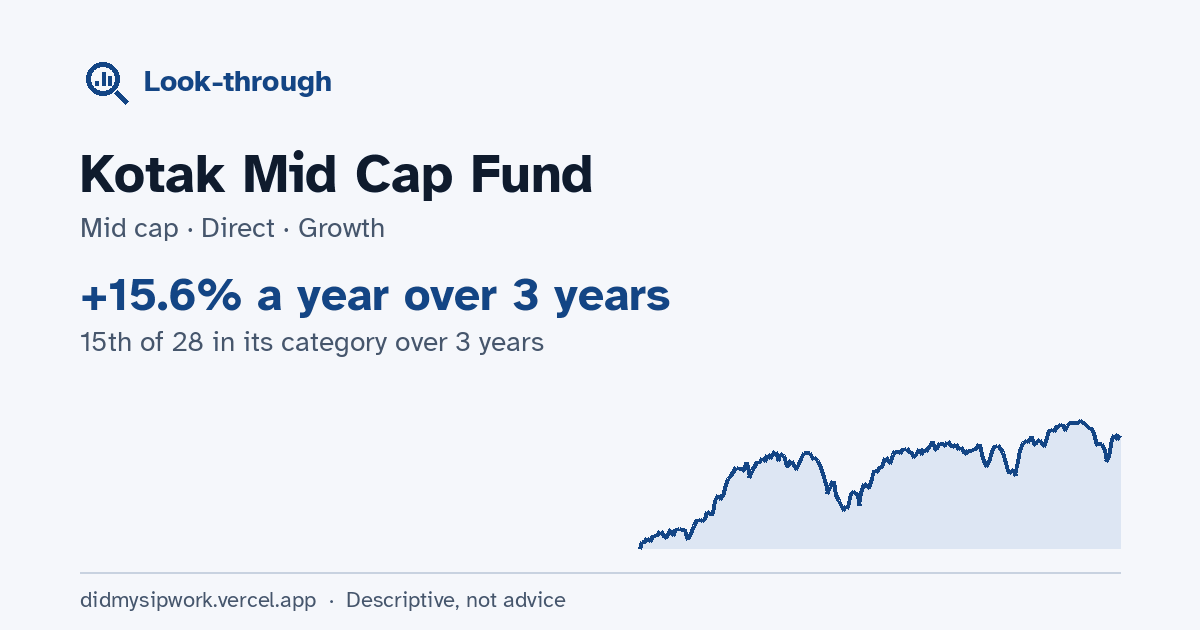 Look-through
Kotak Mid Cap Fund
Mid cap · Direct · Growth
+15.6% a year over 3 years
15th of 28 in its category over 3 years
didmysipwork.vercel.app · Descriptive, not advice